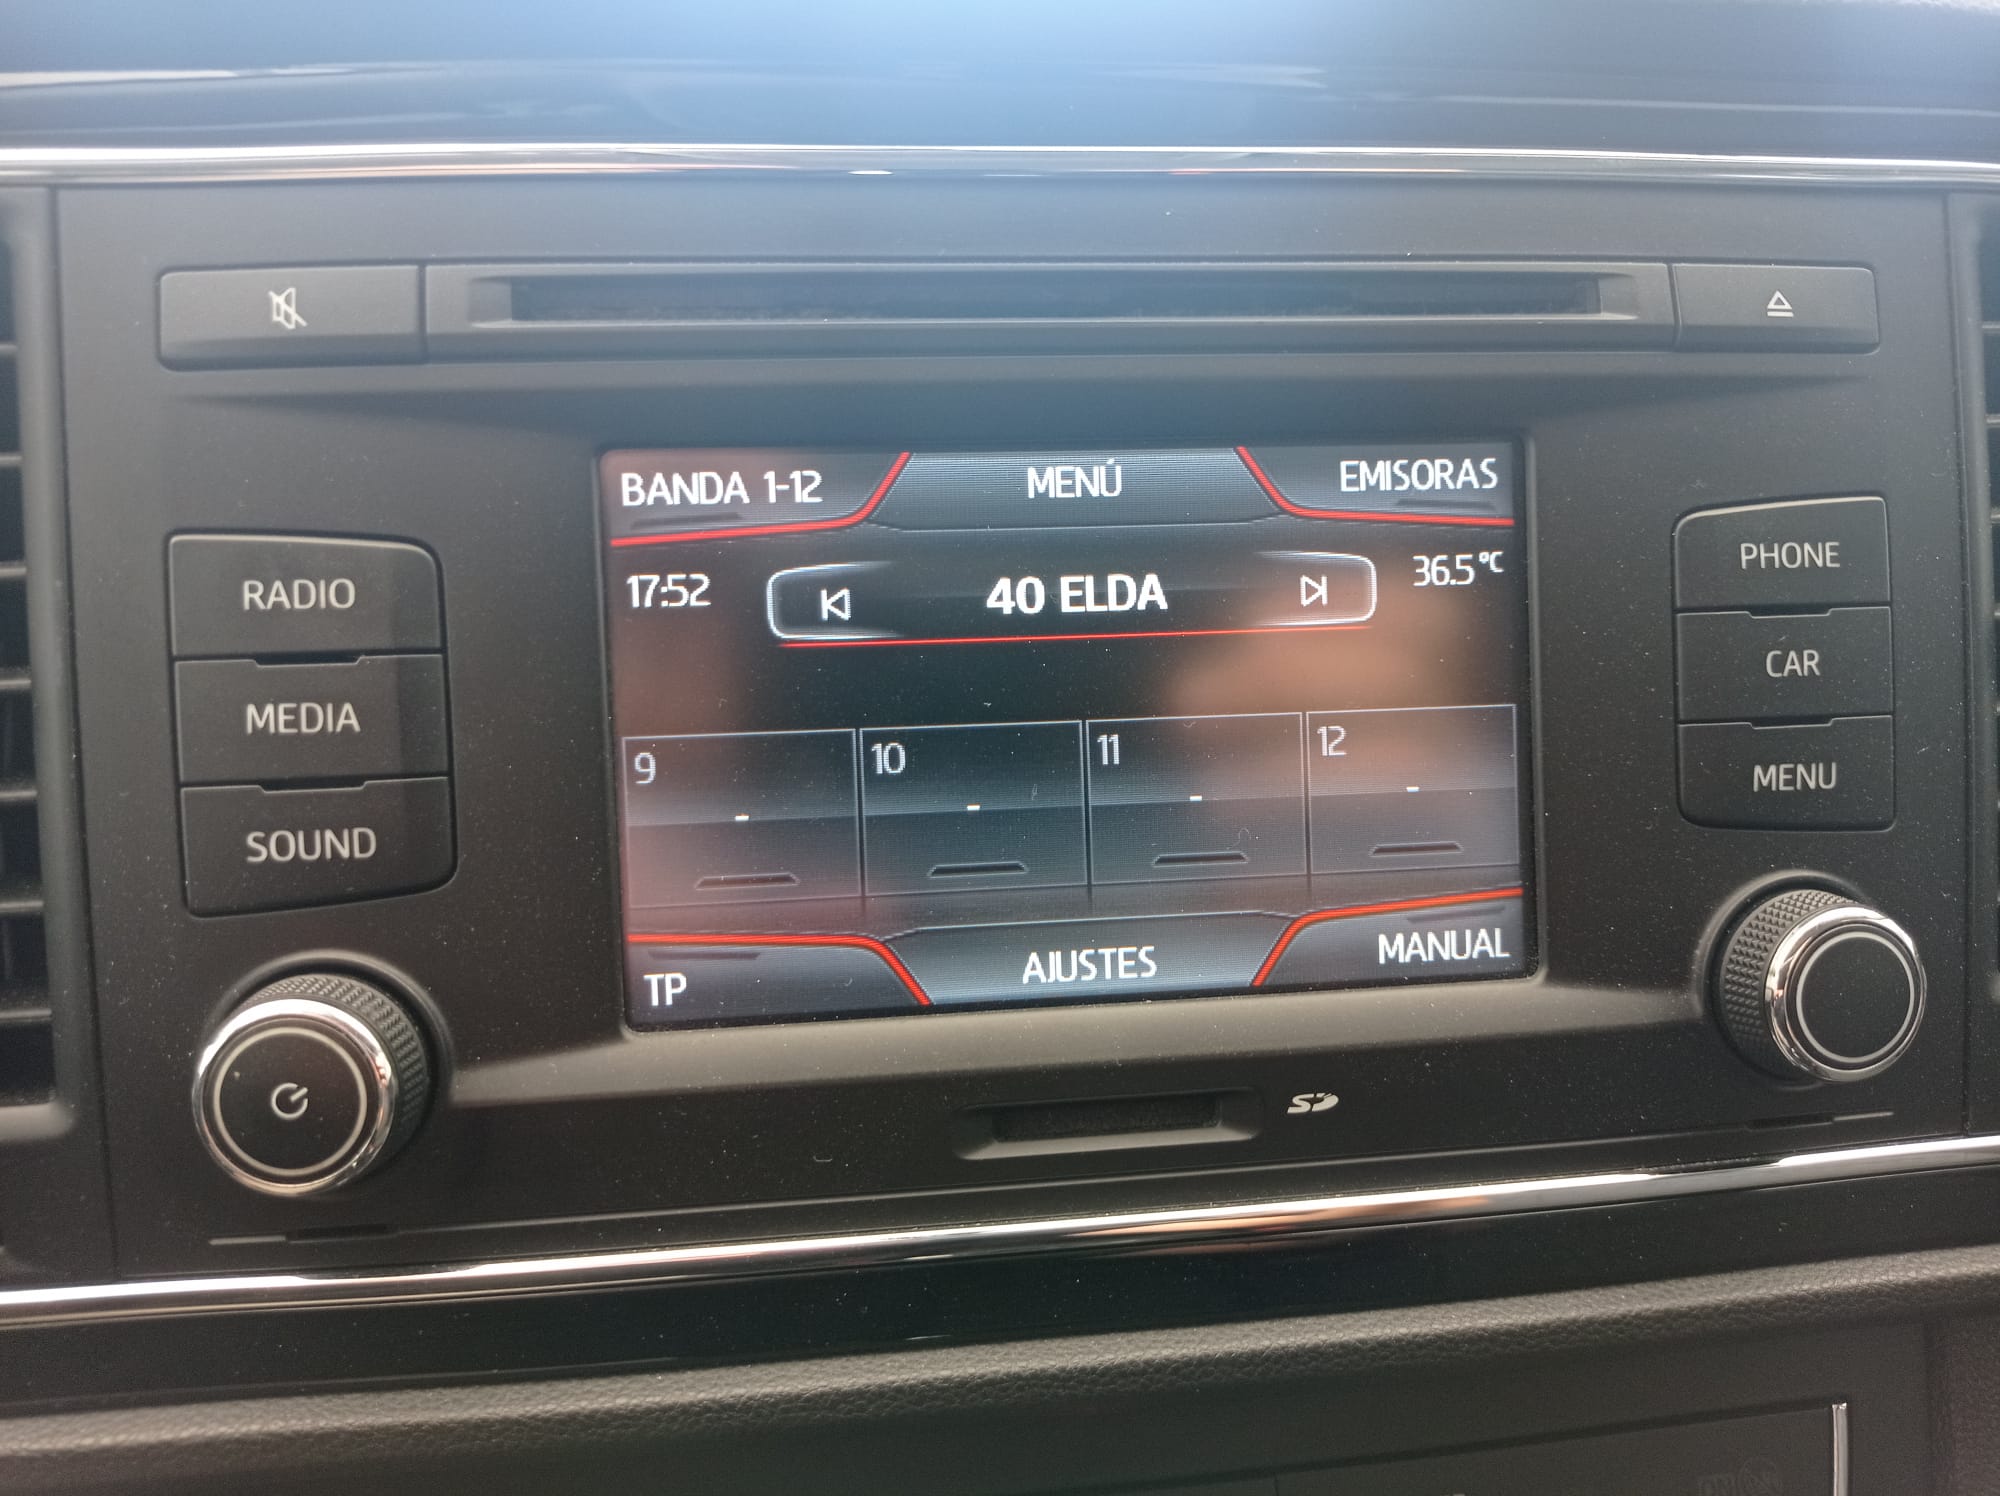 BANDA 1-12
MENÚ
EMISORAS
17:52
40 ELDA
36.5°C
9
10
11
12
-
-
-
-
TP
AJUSTES
MANUAL
RADIO
MEDIA
SOUND
PHONE
CAR
MENU
SD